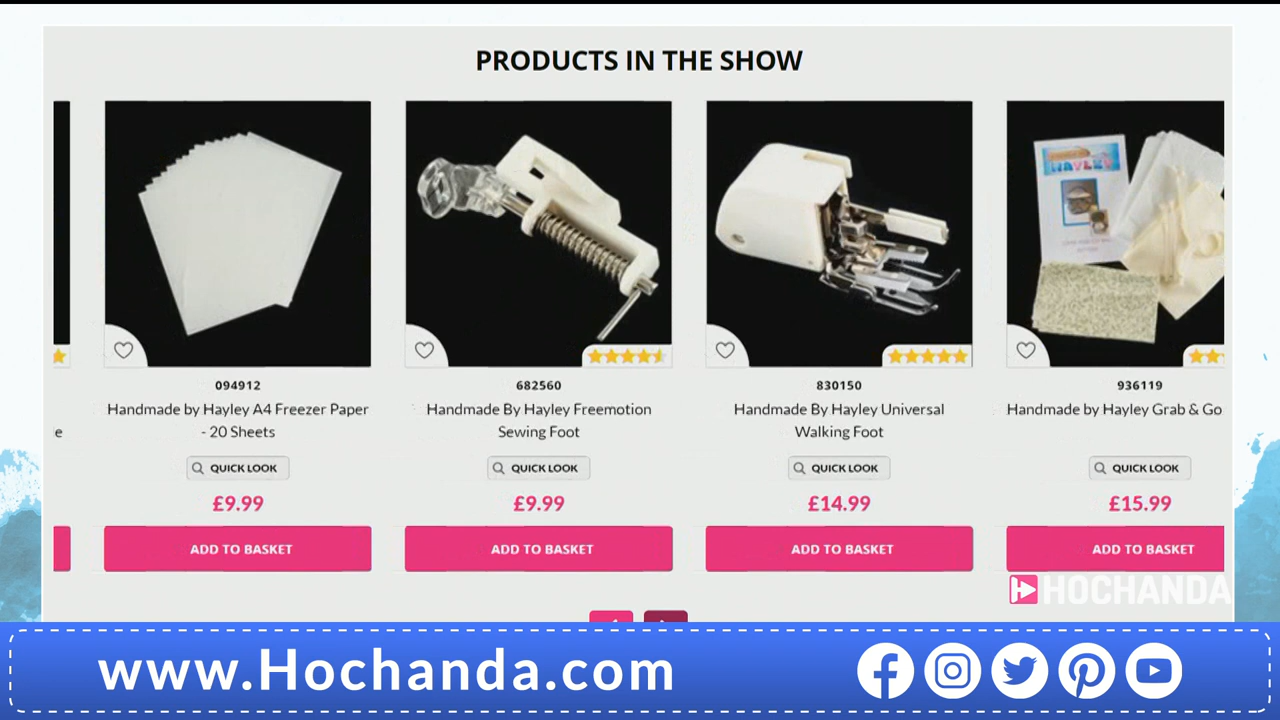 PRODUCTS IN THE SHOW
094912
Handmade by Hayley A4 Freezer Paper
- 20 Sheets
QUICK LOOK
£9.99
ADD TO BASKET
682560
Handmade By Hayley Freemotion
Sewing Foot
QUICK LOOK
£9.99
ADD TO BASKET
830150
Handmade By Hayley Universal
Walking Foot
QUICK LOOK
£14.99
ADD TO BASKET
936119
Handmade by Hayley Grab & Go
QUICK LOOK
£15.99
ADD TO BASKET
HOCHANDA
www.Hochanda.com